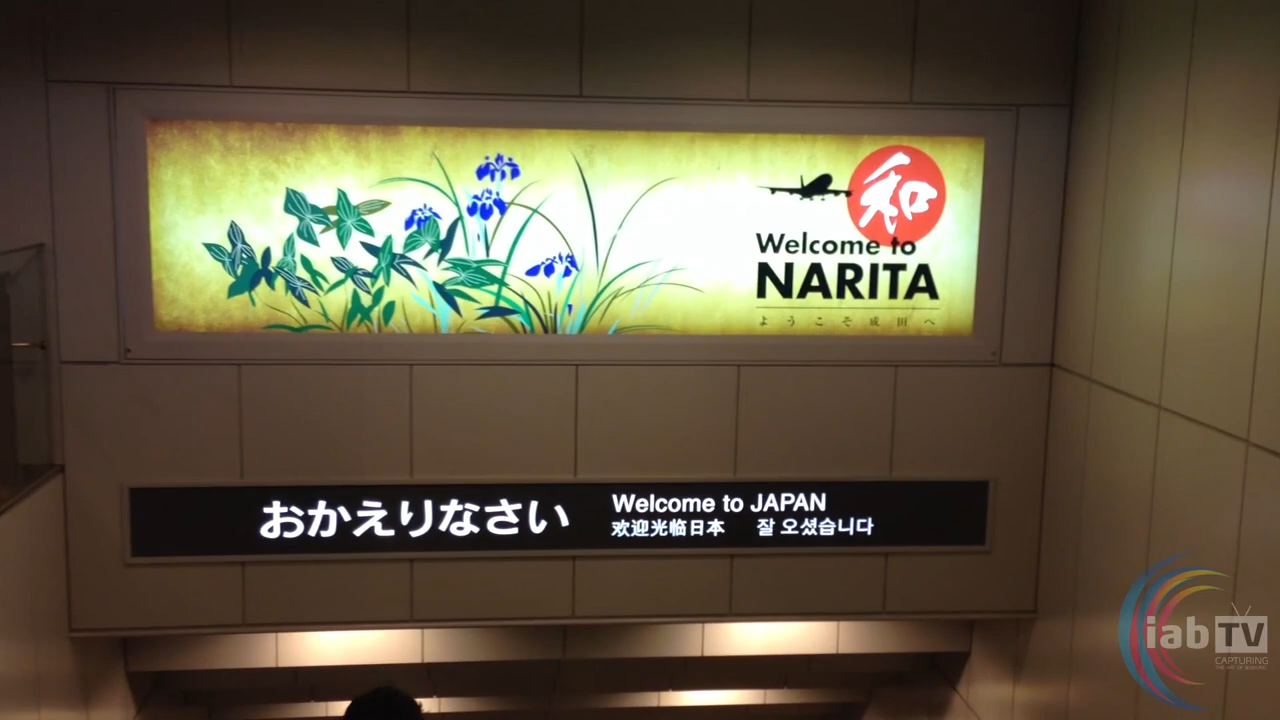 和
Welcome to
NARITA
ようこそ成田へ
おかえりなさい
Welcome to JAPAN
欢迎光临日本 잘 오셨습니다
iab TV
CAPTURING